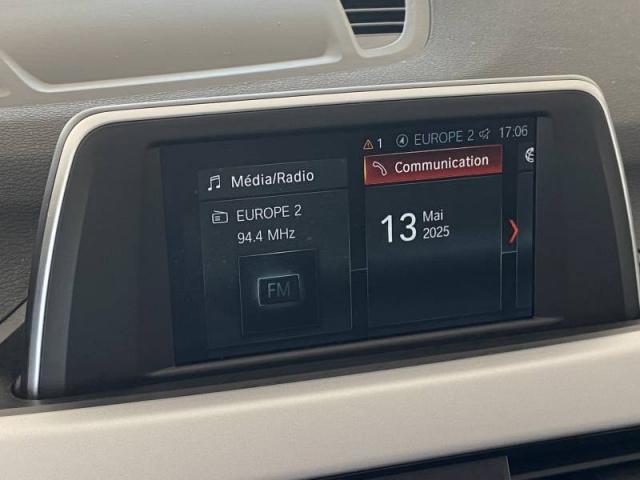 1 EUROPE 2 17:06
Média/Radio
EUROPE 2
94.4 MHz
FM
Communication
13 Mai
2025